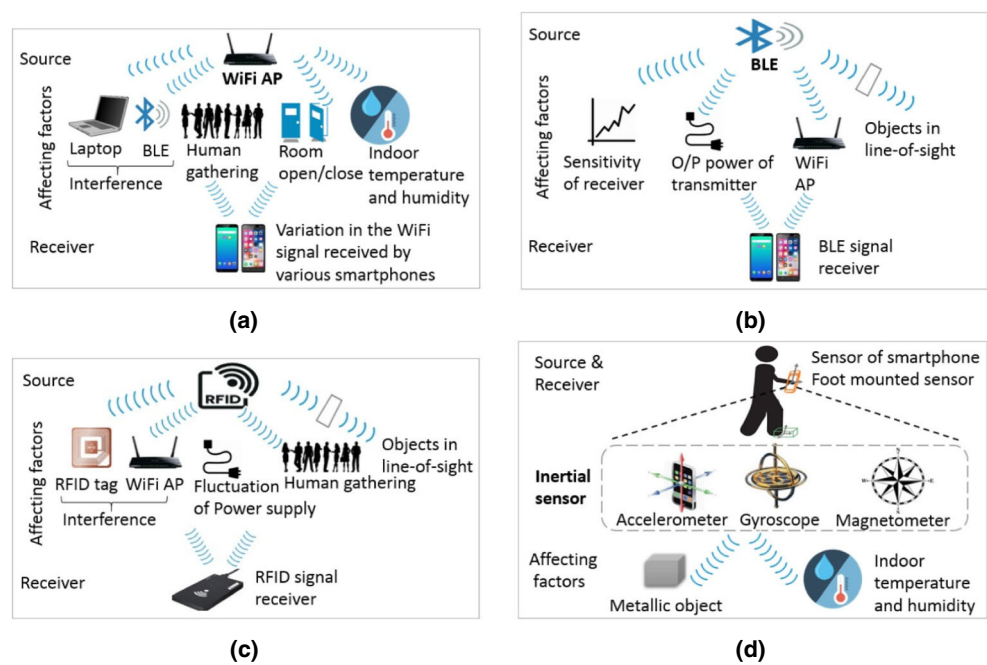 Source
WiFi AP
Affecting factors
Laptop
BLE
Interference
Human
gathering
Room
open/close
Indoor
temperature
and humidity
Receiver
Variation in the WiFi
signal received by
various smartphones
(a)
Source
BLE
Affecting factors
Sensitivity
of receiver
O/P power of
transmitter
WiFi
AP
Objects in
line-of-sight
Receiver
BLE signal
receiver
(b)
Source
RFID
Affecting factors
RFID tag
WiFi AP
Interference
Fluctuation
of Power supply
Human gathering
Objects in
line-of-sight
Receiver
RFID signal
receiver
(c)
Source &
Receiver
Sensor of smartphone
Foot mounted sensor
Inertial
sensor
Accelerometer
Gyroscope
Magnetometer
Affecting
factors
Metallic object
Indoor
temperature
and humidity
(d)